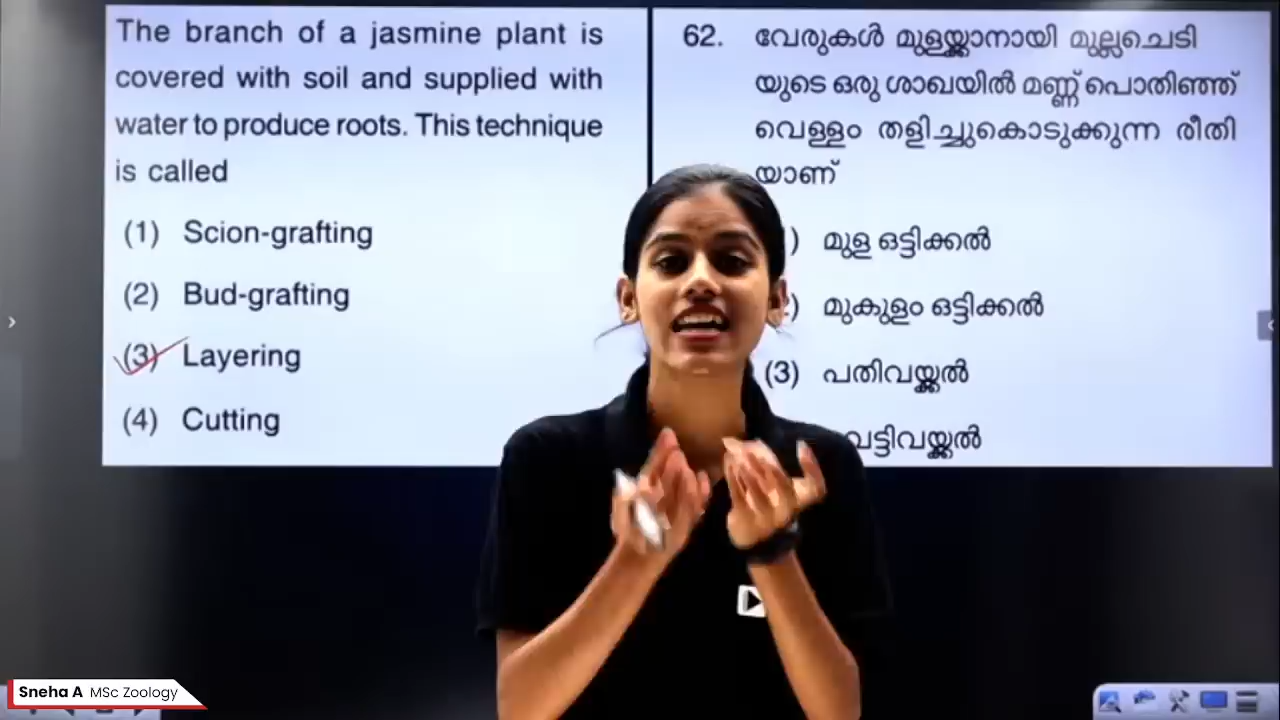 The branch of a jasmine plant is
covered with soil and supplied with
water to produce roots. This technique
is called
(1) Scion-grafting
(2) Bud-grafting
(3) Layering
(4) Cutting
62. വേരുകൾ മുളയ്ക്കാനായി മുല്ലചെടി
യുടെ ഒരു ശാഖയിൽ മണ്ണ് പൊതിഞ്ഞ്
വെള്ളം തളിച്ചുകൊടുക്കുന്ന രീതി
യാണ്
) മുള ഒട്ടിക്കൽ
) മുകുളം ഒട്ടിക്കൽ
(3) പതിവയ്ക്കൽ
വെട്ടിവയ്ക്കൽ
Sneha A MSc Zoology